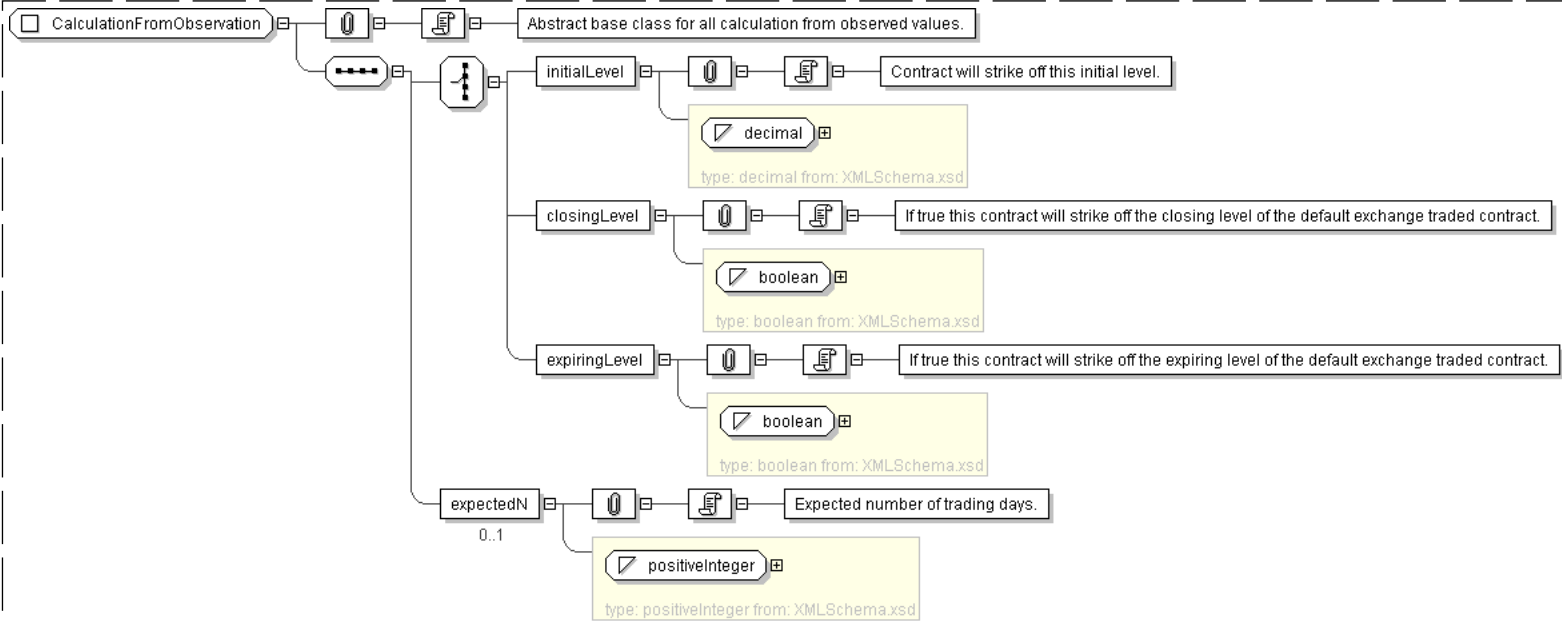 CalculationFromObservation
Abstract base class for all calculation from observed values.
initialLevel
Contract will strike off this initial level.
decimal
type: decimal from: XMLSchema.xsd
closingLevel
If true this contract will strike off the closing level of the default exchange traded contract.
boolean
type: boolean from: XMLSchema.xsd
expiringLevel
If true this contract will strike off the expiring level of the default exchange traded contract.
boolean
type: boolean from: XMLSchema.xsd
expectedN
Expected number of trading days.
0..1
positiveInteger
type: positiveInteger from: XMLSchema.xsd